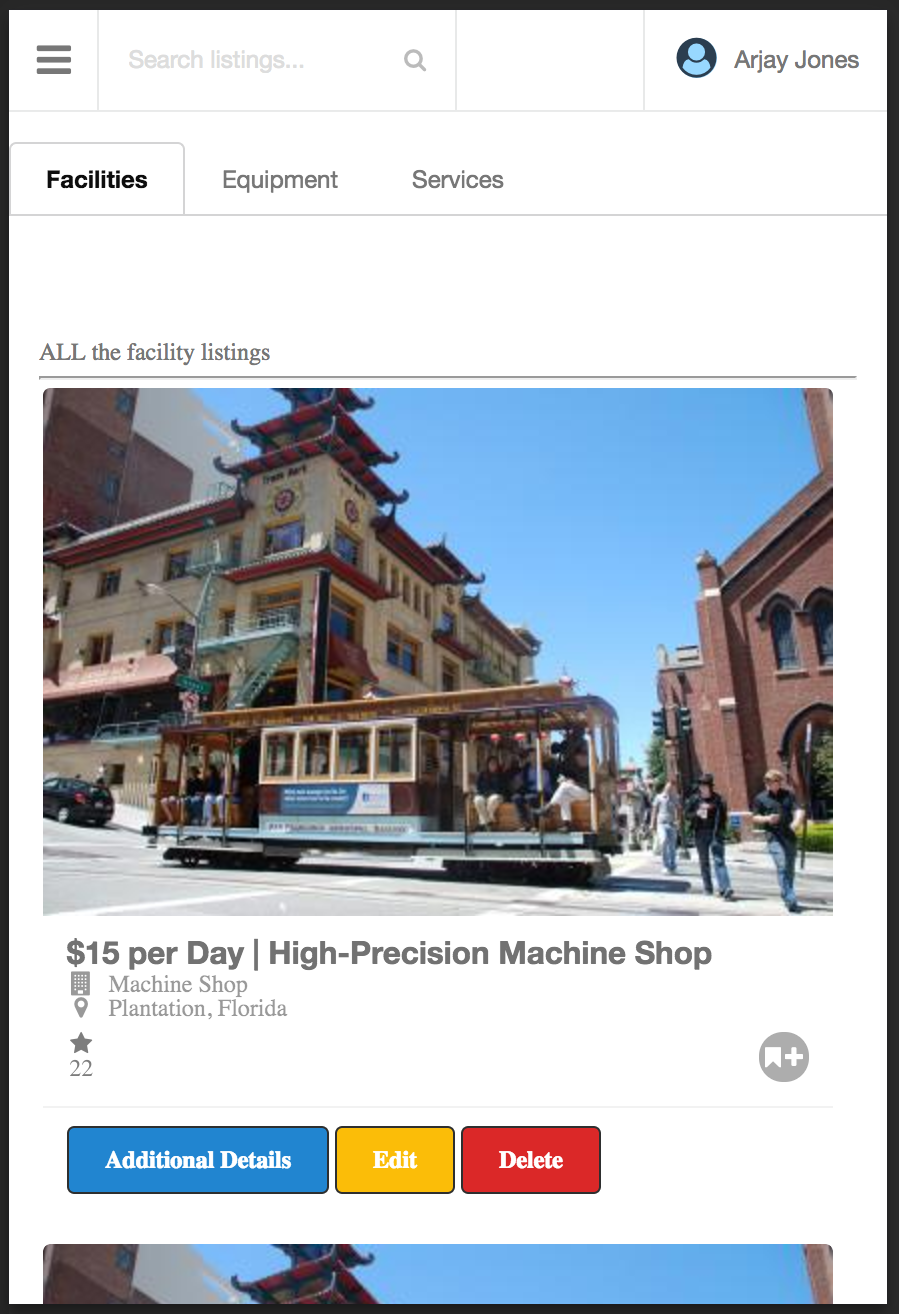 Search listings...
Arjay Jones
Facilities
Equipment
Services
ALL the facility listings
$15 per Day | High-Precision Machine Shop
Machine Shop
Plantation, Florida
22
Additional Details
Edit
Delete